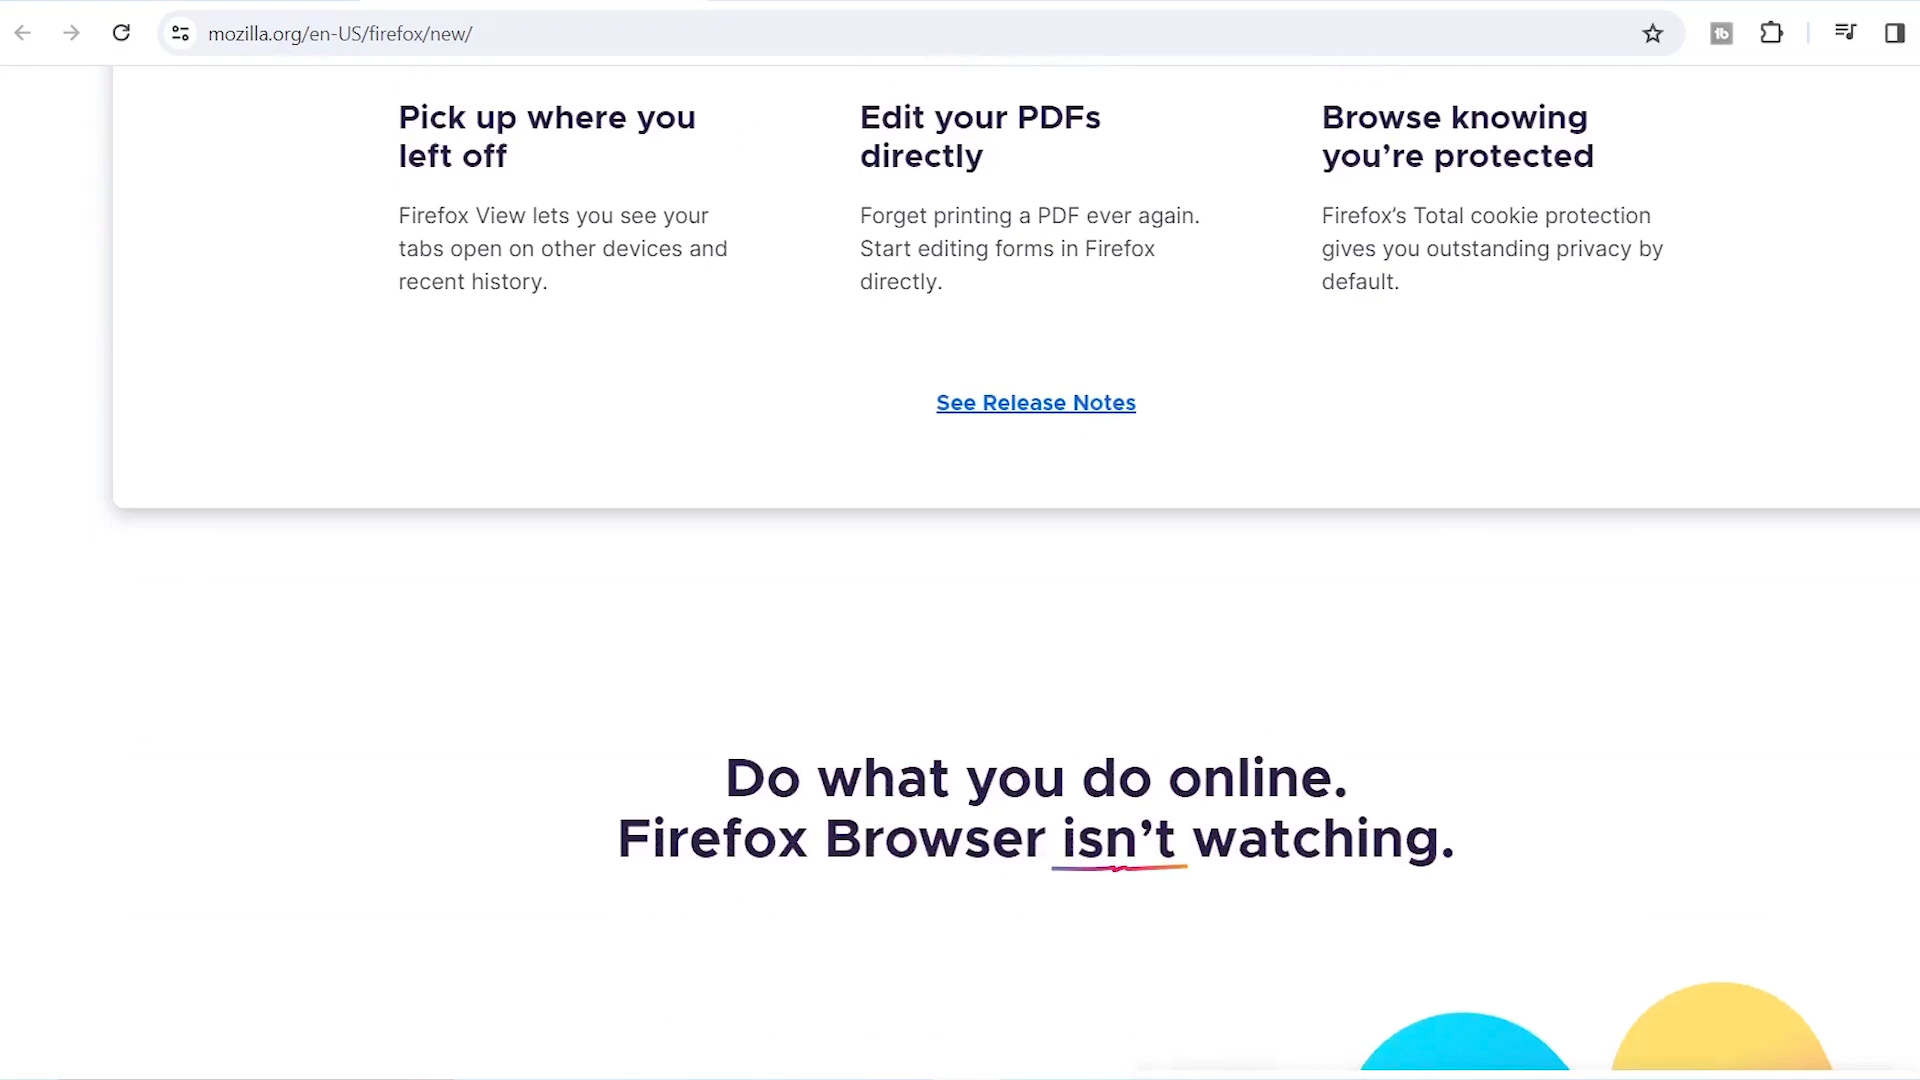 mozilla.org/en-US/firefox/new/
Pick up where you
left off
Firefox View lets you see your
tabs open on other devices and
recent history.
Edit your PDFs
directly
Forget printing a PDF ever again.
Start editing forms in Firefox
directly.
Browse knowing
you’re protected
Firefox’s Total cookie protection
gives you outstanding privacy by
default.
See Release Notes
Do what you do online.
Firefox Browser isn’t watching.